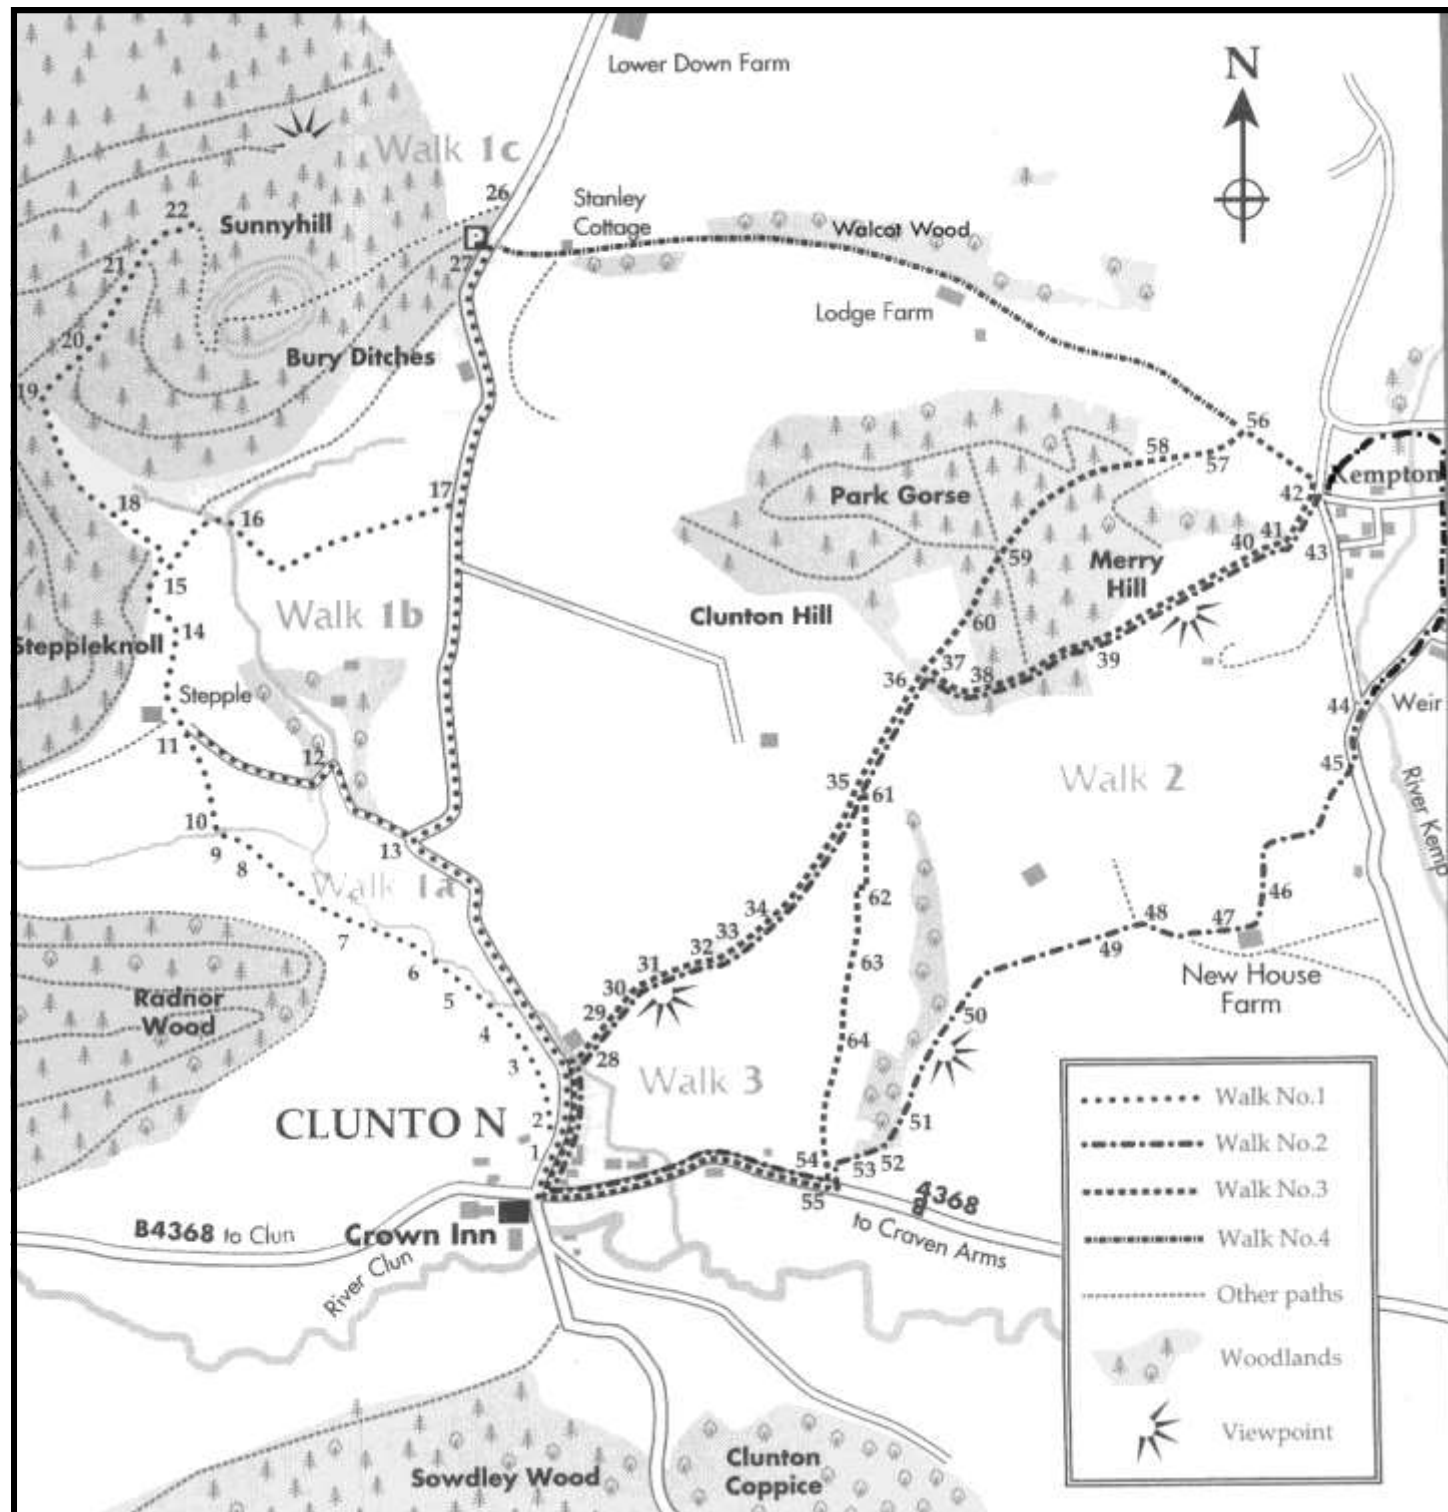 Lower Down Farm
N
Walk 1c
26
Stanley
Cottage
22
Sunnyhill
Walcot Wood
P
21
27
Lodge Farm
20
Bury Ditches
19
56
58
57
17
Park Gorse
Kempton
42
18
16
41
40
43
59
15
Merry
Hill
Walk 1b
Clunton Hill
60
14
Steppleknoll
39
37
36
38
Stepple
44
Weir
11
12
45
35
Walk 2
61
River Kemp
10
9
8
13
Walk 1a
62
46
34
48
47
7
33
49
32
6
31
63
New House
Farm
30
5
Radnor
Wood
29
50
4
64
28
3
Walk 3
Walk No.1
CLUNTO N
2
51
Walk No.2
1
54
53
52
Walk No.3
55
4368
B
to Craven Arms
B4368 to Clun
Crown Inn
Walk No.4
River Clun
Other paths
Woodlands
Viewpoint
Clunton
Coppice
Sowdley Wood